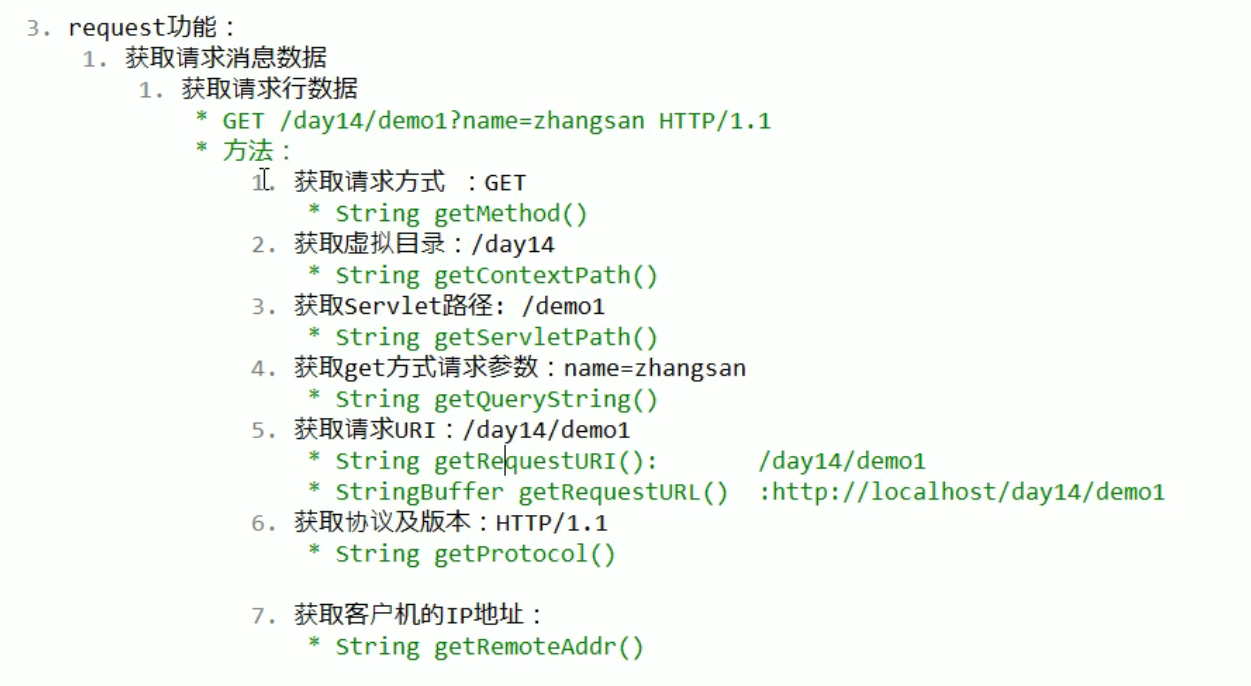 3. request功能：
1. 获取请求消息数据
1. 获取请求行数据
* GET /day14/demo1?name=zhangsan HTTP/1.1
* 方法：
1. 获取请求方式 ：GET
* String getMethod()
2. 获取虚拟目录：/day14
* String getContextPath()
3. 获取Servlet路径: /demo1
* String getServletPath()
4. 获取get方式请求参数：name=zhangsan
* String getQueryString()
5. 获取请求URI：/day14/demo1
* String getRequestURI(): /day14/demo1
* StringBuffer getRequestURL() :http://localhost/day14/demo1
6. 获取协议及版本：HTTP/1.1
* String getProtocol()
7. 获取客户机的IP地址：
* String getRemoteAddr()